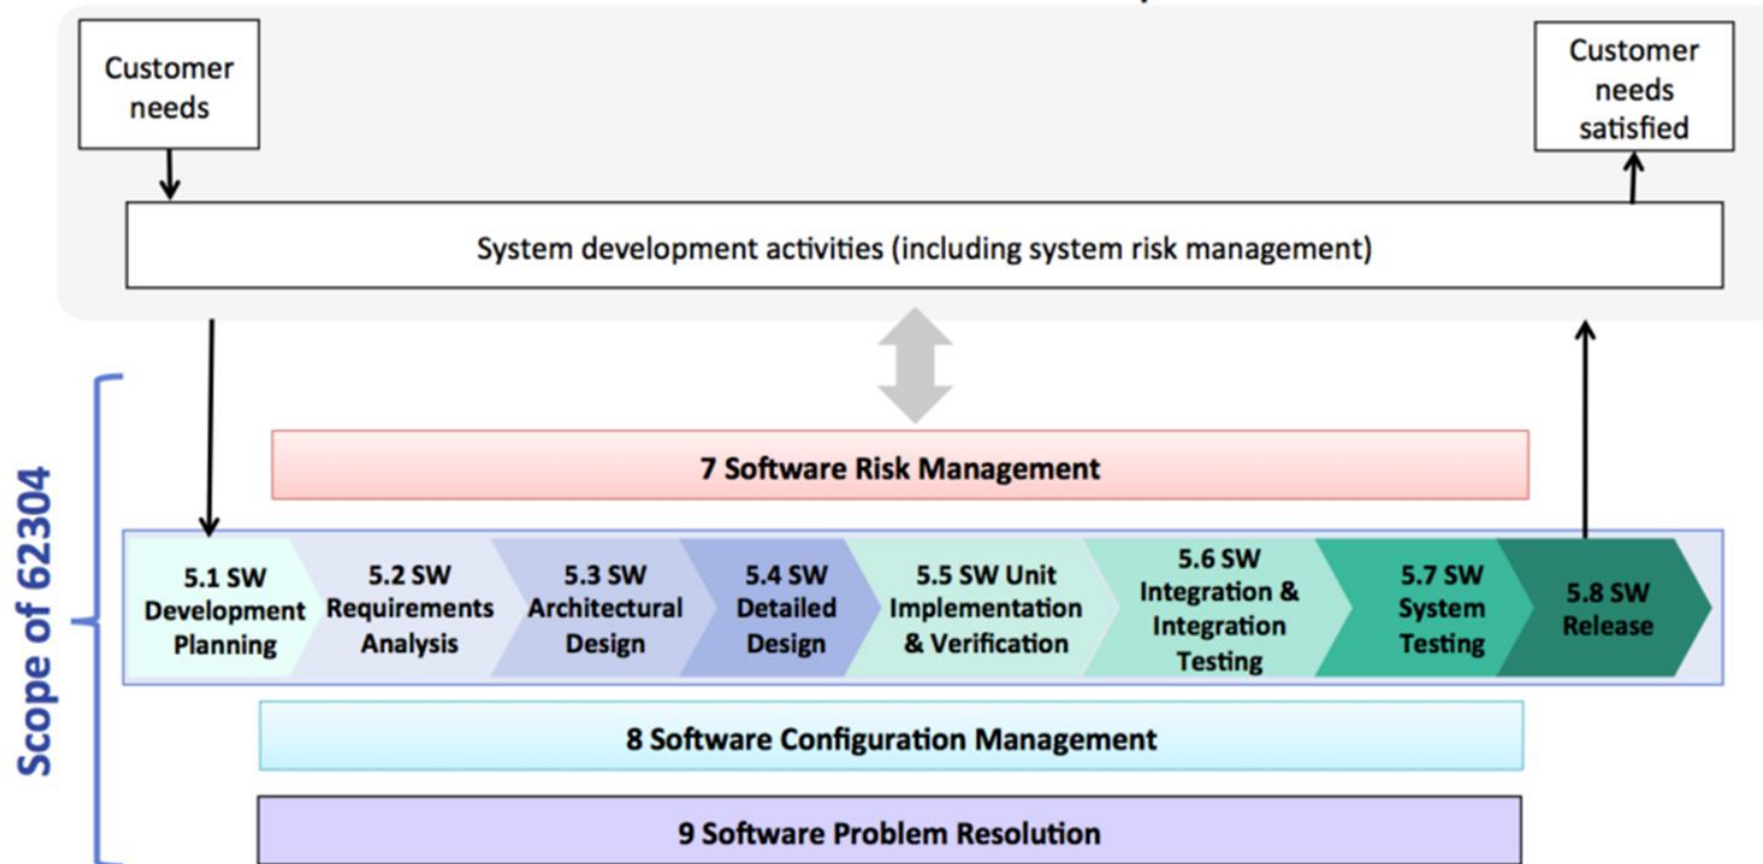 Customer
needs
Customer
needs
satisfied
System development activities (including system risk management)
Scope of 62304
7 Software Risk Management
5.1 SW
Development
Planning
5.2 SW
Requirements
Analysis
5.3 SW
Architectural
Design
5.4 SW
Detailed
Design
5.5 SW Unit
Implementation
& Verification
5.6 SW
Integration &
Integration
Testing
5.7 SW
System
Testing
5.8 SW
Release
8 Software Configuration Management
9 Software Problem Resolution